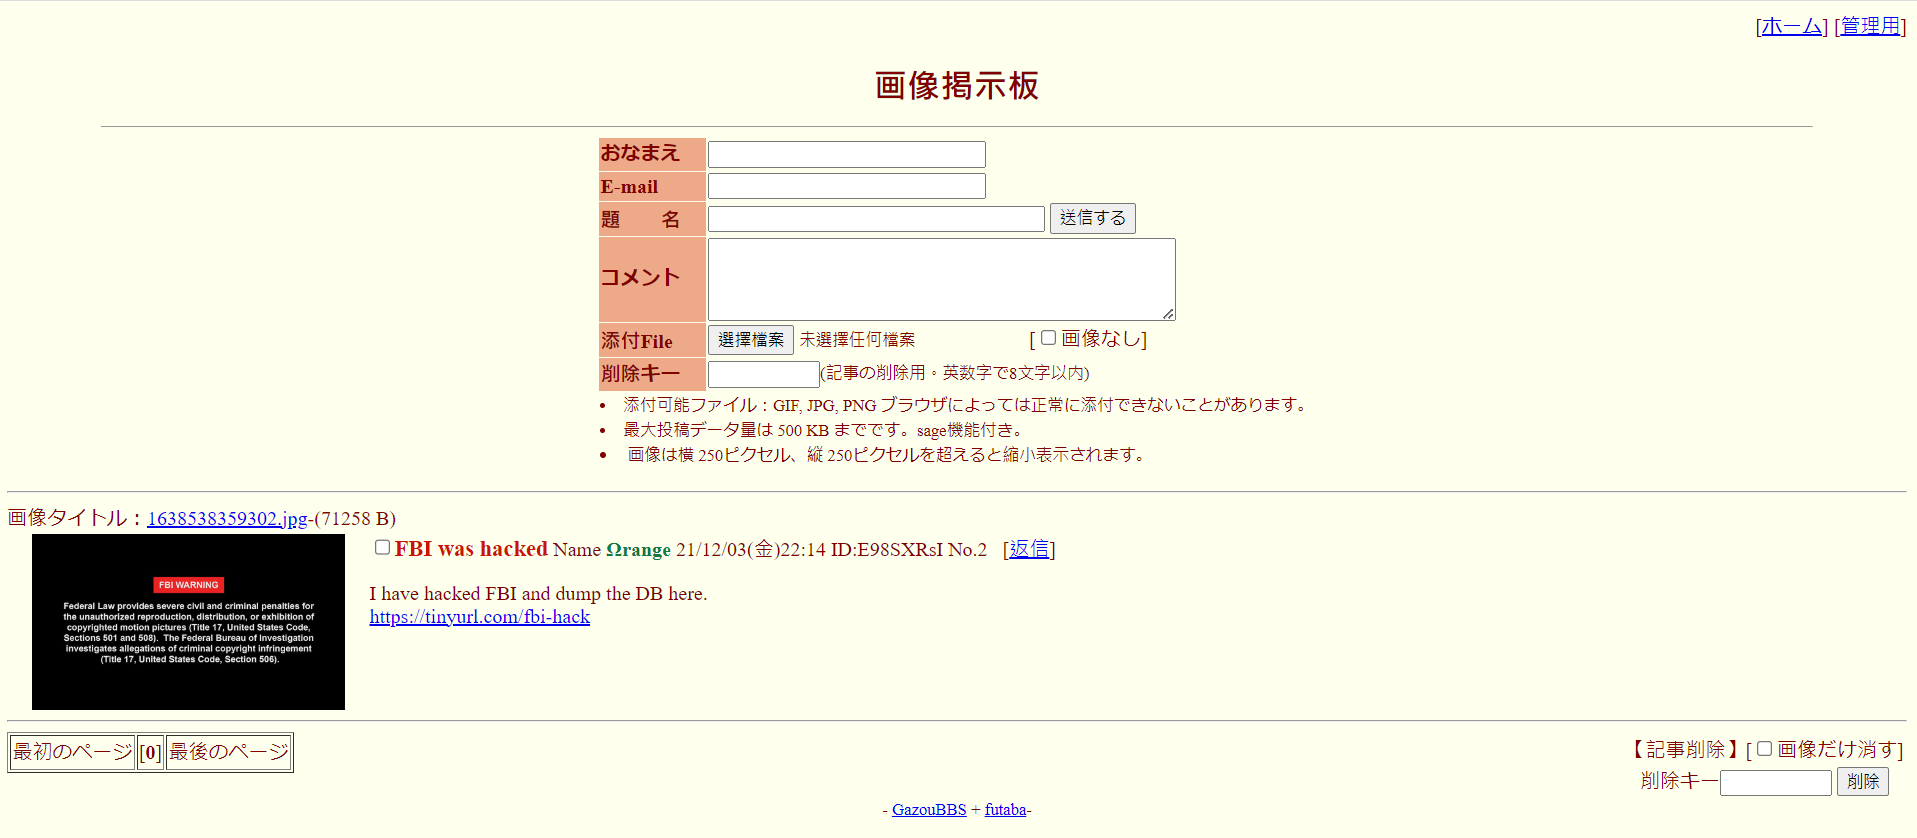 [ホーム] [管理用]
画像掲示板
おなまえ
E-mail
題　　名 送信する
コメント
添付File 選擇檔案 未選擇任何檔案 [画像なし]
削除キー (記事の削除用。英数字で8文字以内)
• 添付可能ファイル：GIF, JPG, PNG ブラウザによっては正常に添付できないことがあります。
• 最大投稿データ量は 500 KB までです。sage機能付き。
• 画像は横 250ピクセル、縦 250ピクセルを超えると縮小表示されます。
画像タイトル：1638538359302.jpg-(71258 B)
FBI WARNING
Federal Law provides severe civil and criminal penalties for
the unauthorized reproduction, distribution, or exhibition of
copyrighted motion pictures (Title 17, United States Code,
Sections 501 and 508). The Federal Bureau of Investigation
investigates allegations of criminal copyright infringement
(Title 17, United States Code, Section 506).
FBI was hacked Name Ωrange 21/12/03(金)22:14 ID:E98SXRsI No.2 [返信]
I have hacked FBI and dump the DB here.
https://tinyurl.com/fbi-hack
最初のページ [0] 最後のページ
【記事削除】[画像だけ消す]
削除キー 削除
- GazouBBS + futaba-